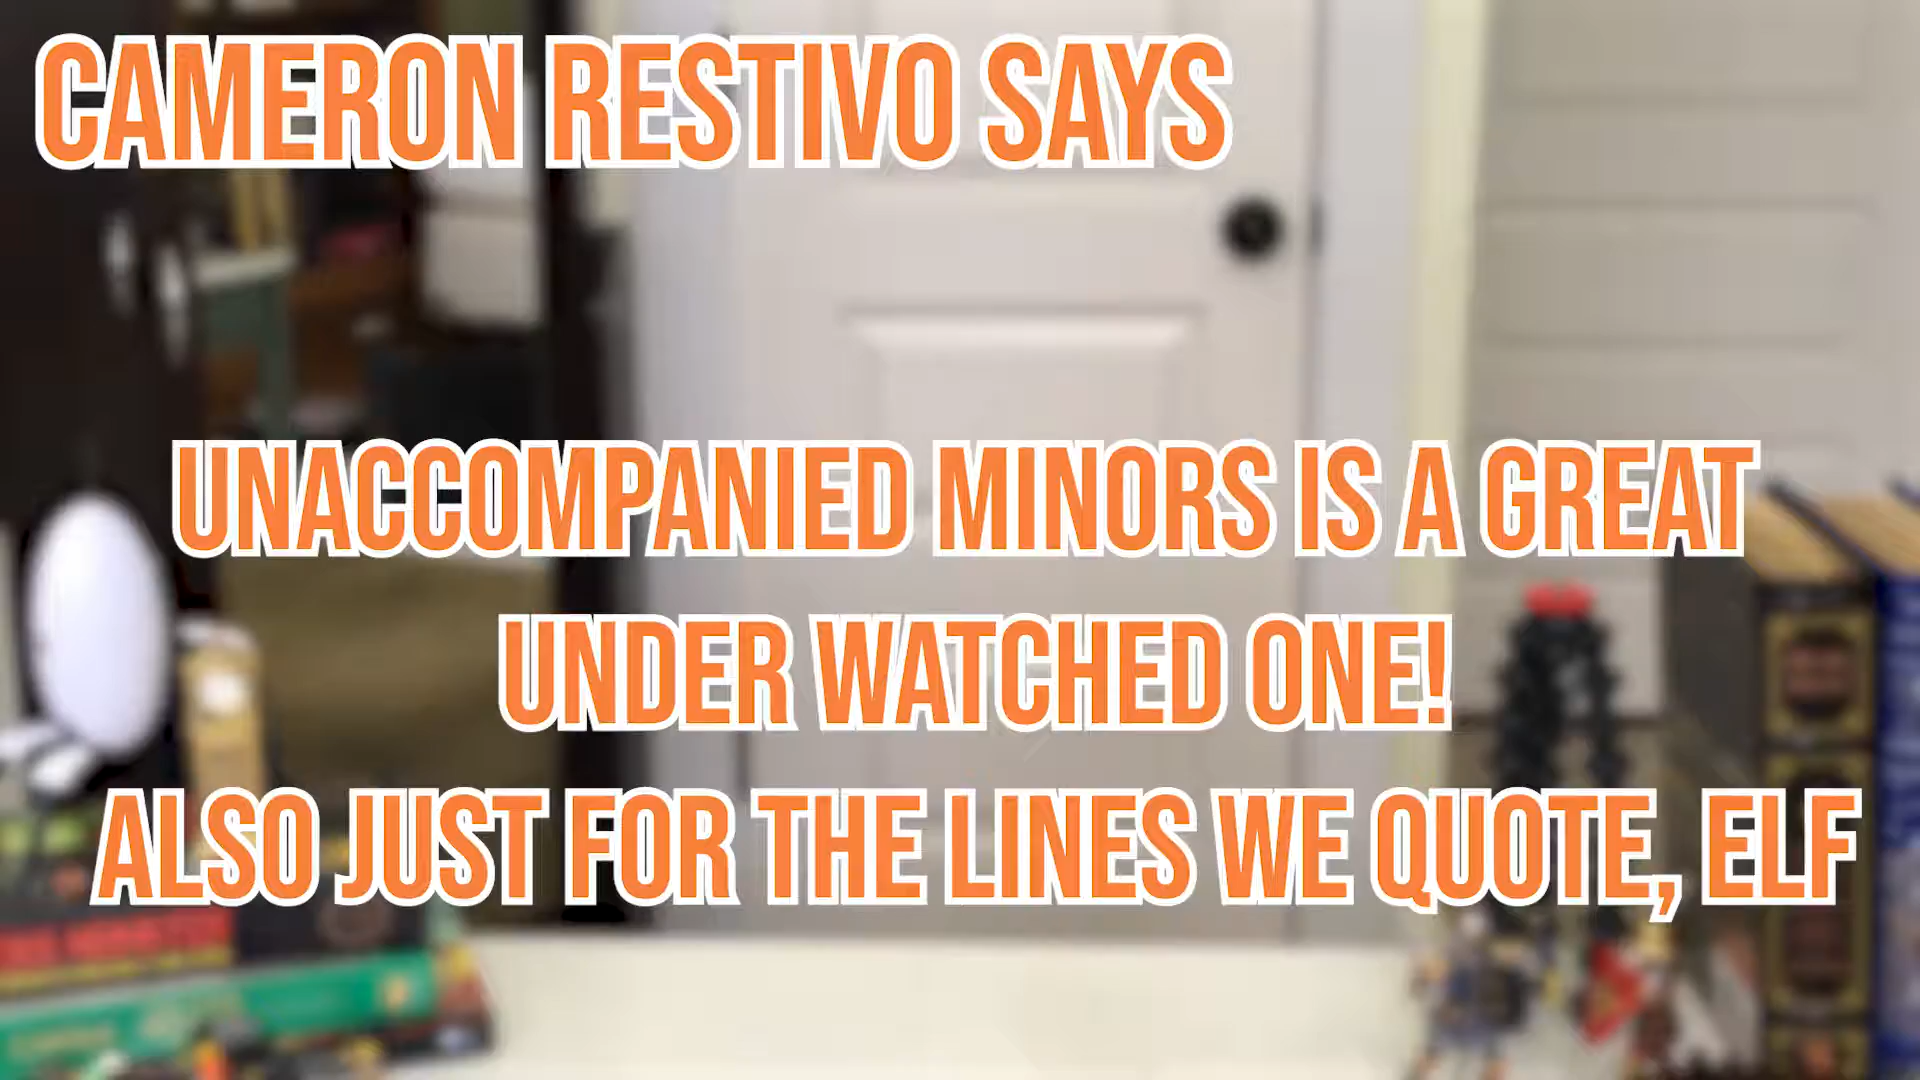 CAMERON RESTIVO SAYS
UNACCOMPANIED MINORS IS A GREAT
UNDER WATCHED ONE!
ALSO JUST FOR THE LINES WE QUOTE, ELF